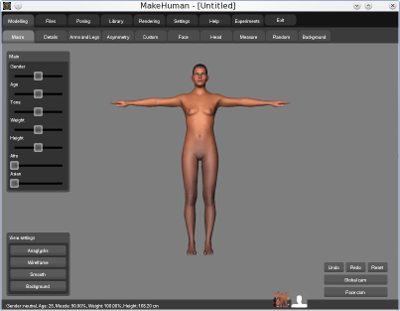 MakeHuman - [Untitled]
Modelling Files Posing Library Rendering Settings Help Experiments Exit
Macro Details Arms and Legs Asymmetry Custom Face Head Measure Random Background
Main
Gender
Age
Tone
Weight
Height
Afro
Asian
View settings
Anaglyphs
Wireframe
Smooth
Background
Undo Redo Reset
Global cam
Face cam
Gender: neutral, Age: 25, Muscle: 50.00%, Weight: 100.00%, Height: 168.20 cm